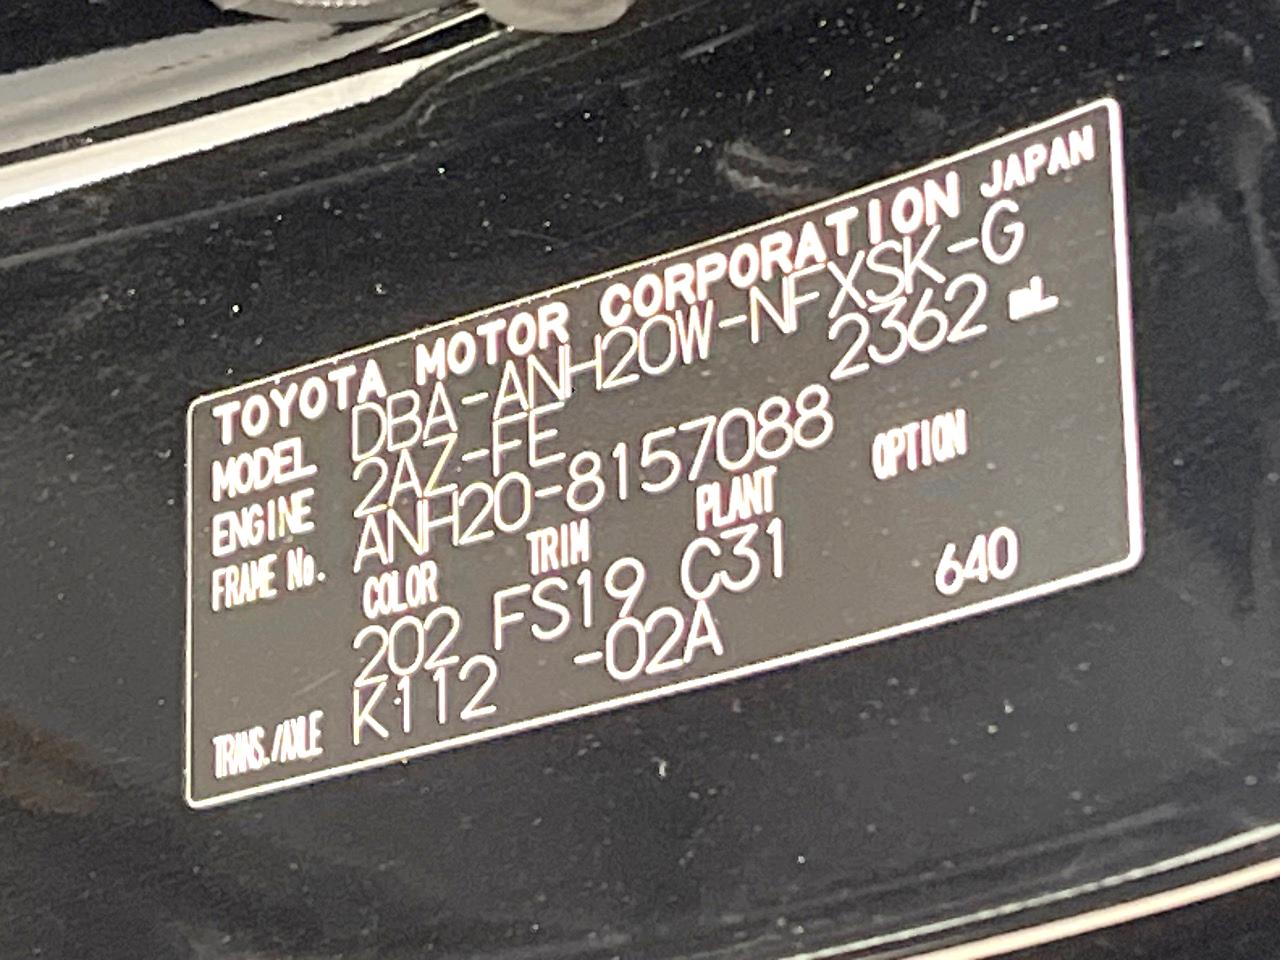 TOYOTA MOTOR CORPORATION JAPAN
MODEL DBA-ANH20W-NFXSK-G
ENGINE 2AZ-FE 2362 mL
FRAME No. ANH20-8157088
COLOR TRIM PLANT OPTION
202 FS19 C31
TRANS./AXLE K112 -02A 640